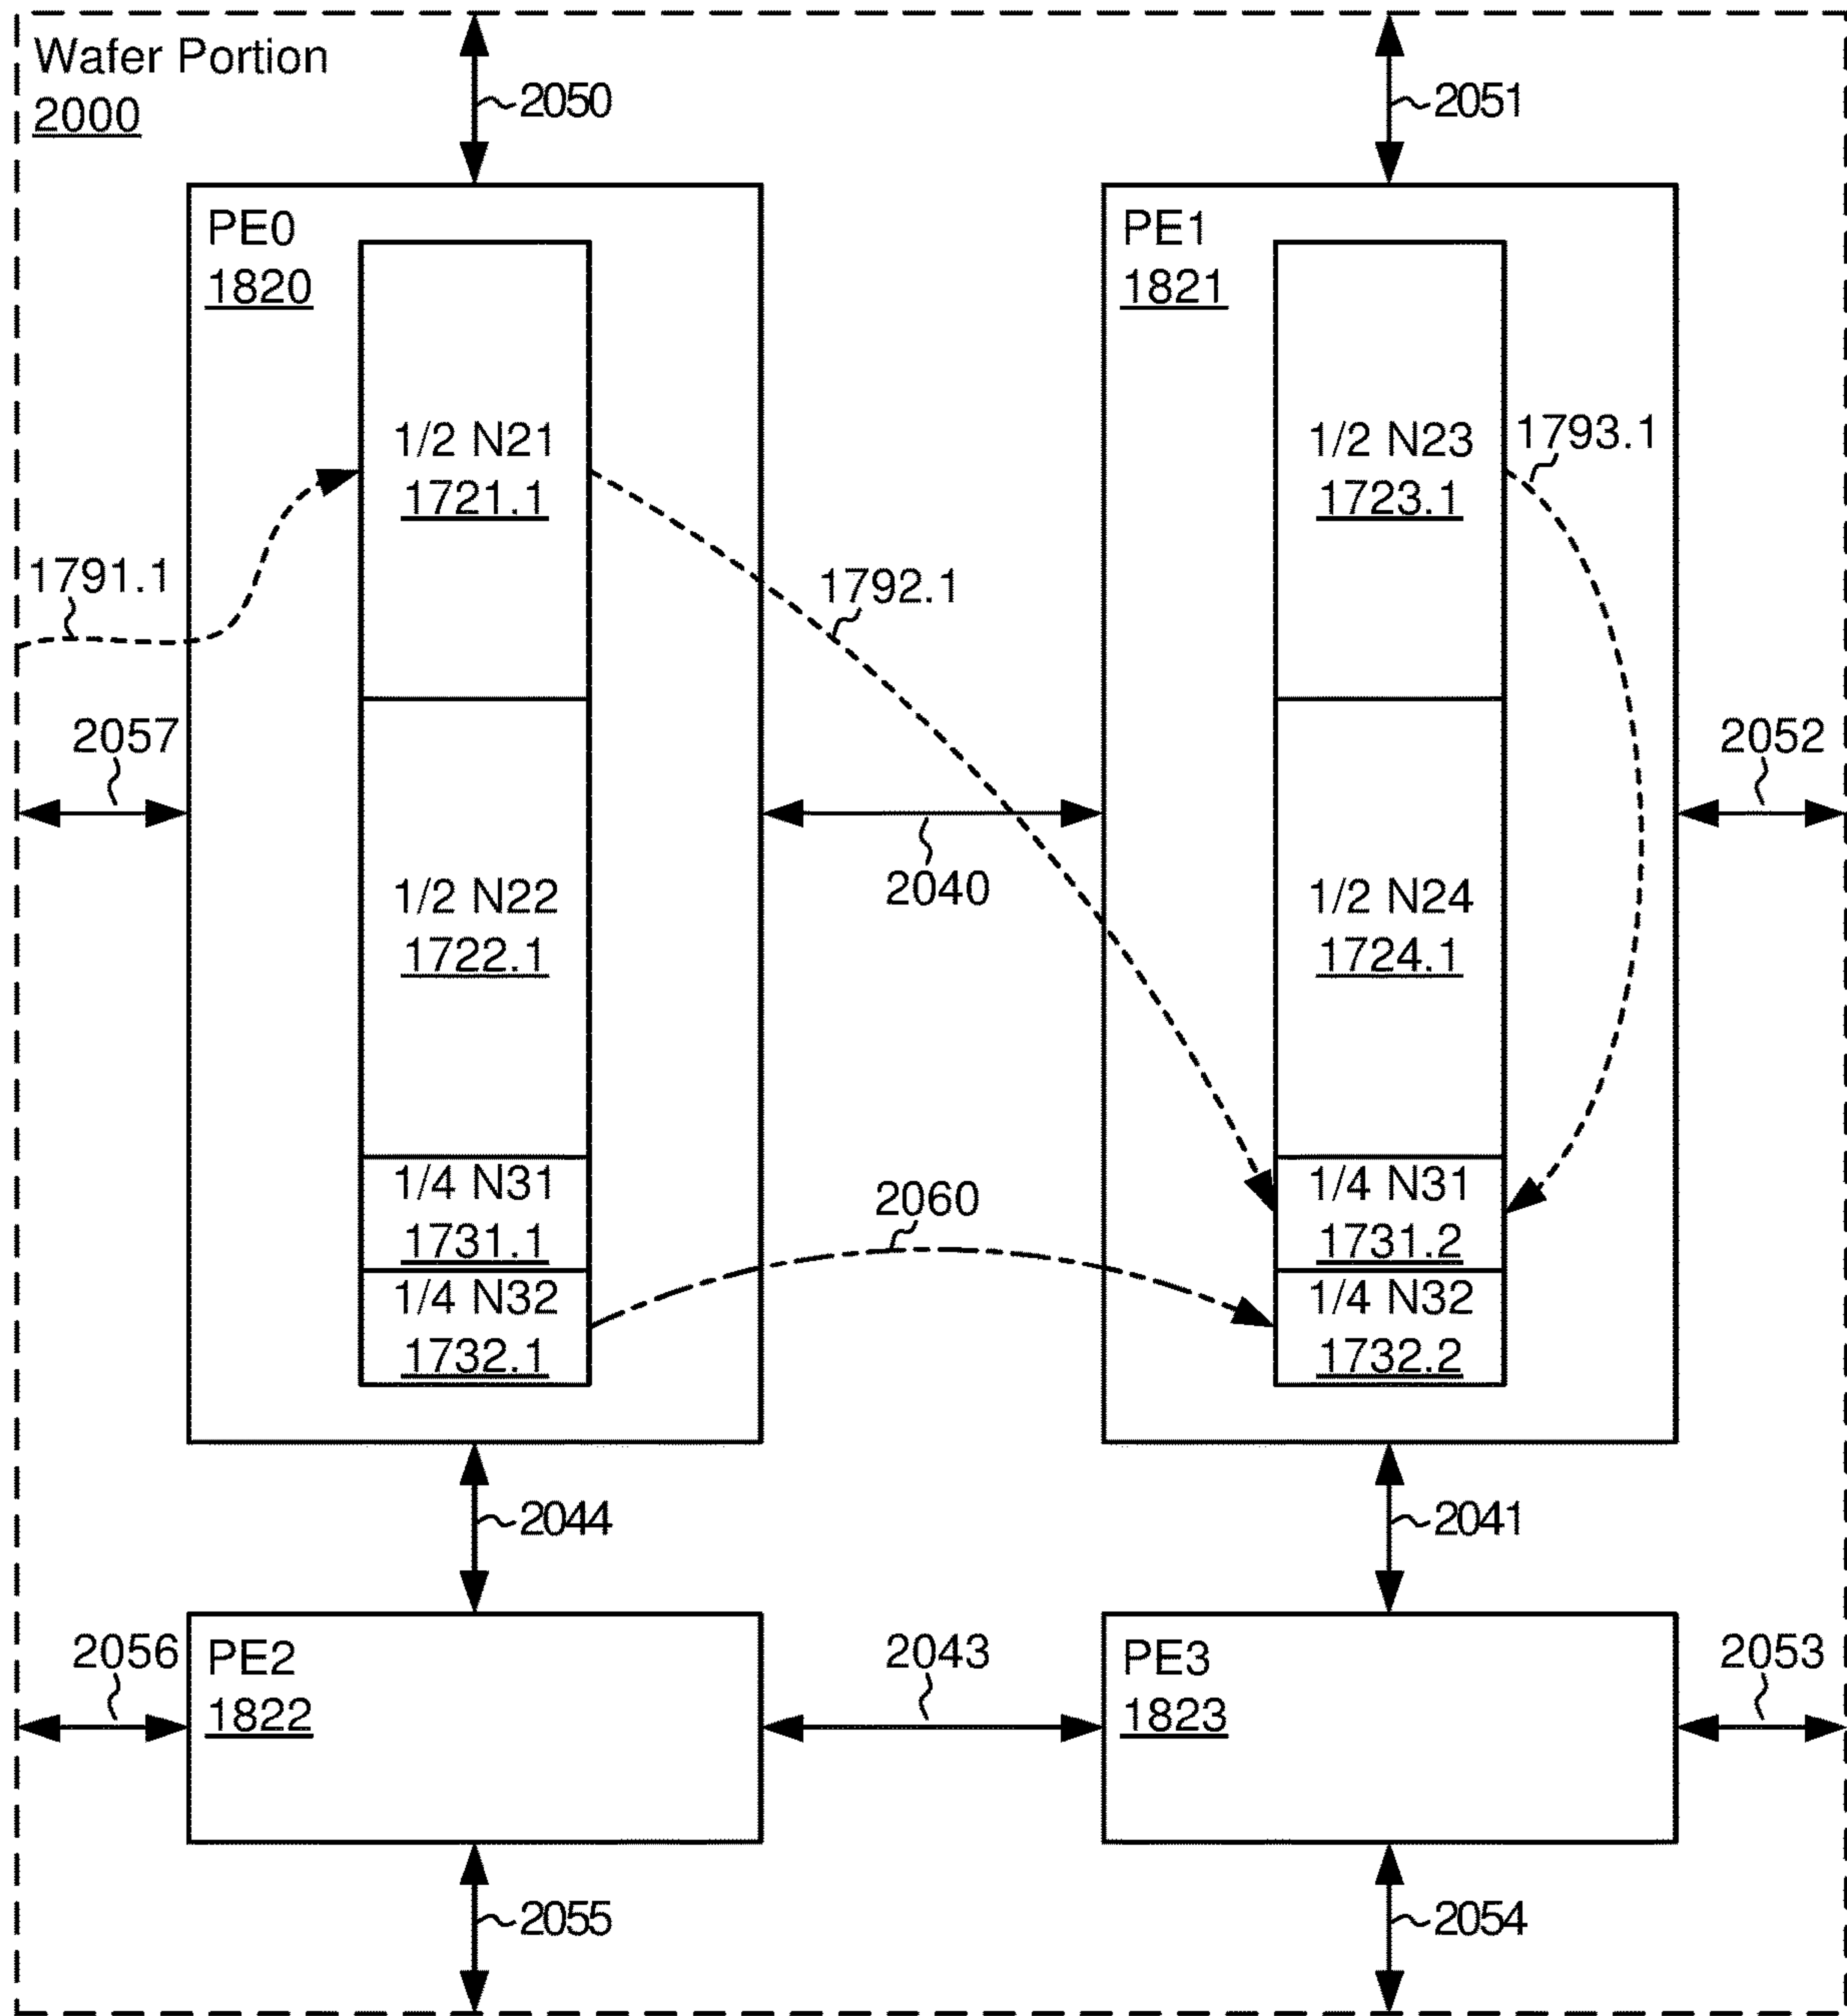 Wafer Portion
2000
2050
2051
PE0
1820
PE1
1821
1/2 N21
1721.1
1/2 N23
1723.1
1793.1
1791.1
1792.1
2057
2052
2040
1/2 N22
1722.1
1/2 N24
1724.1
1/4 N31
1731.1
2060
1/4 N31
1731.2
1/4 N32
1732.1
1/4 N32
1732.2
2044
2041
2056
PE2
1822
2043
PE3
1823
2053
2055
2054